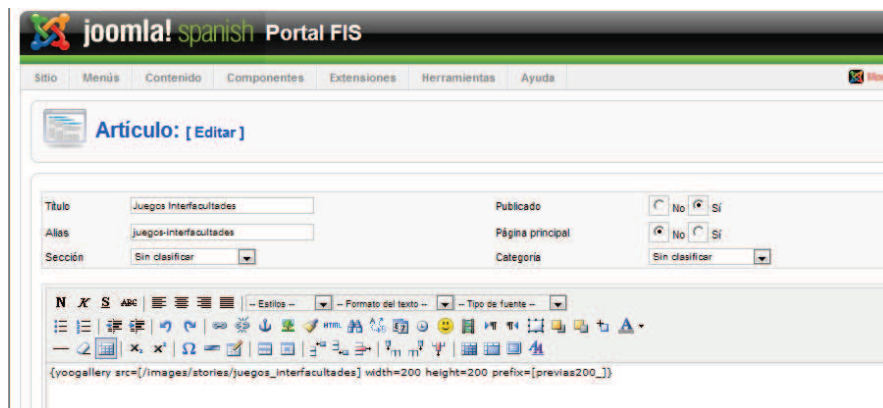 joomla! spanish Portal FIS
Sitio Menús Contenido Componentes Extensiones Herramientas Ayuda
Artículo: [ Editar ]
Título Juegos Interfacultades Publicado No Sí
Alias juegos-interfacultades Página principal No Sí
Sección Sin clasificar Categoría Sin clasificar
N K S ABC -- Estilos -- -- Formato del texto -- -- Tipo de fuente --
HTML
{yoogallery src=[/images/stories/juegos_interfacultades] width=200 height=200 prefix=[previas200_]}